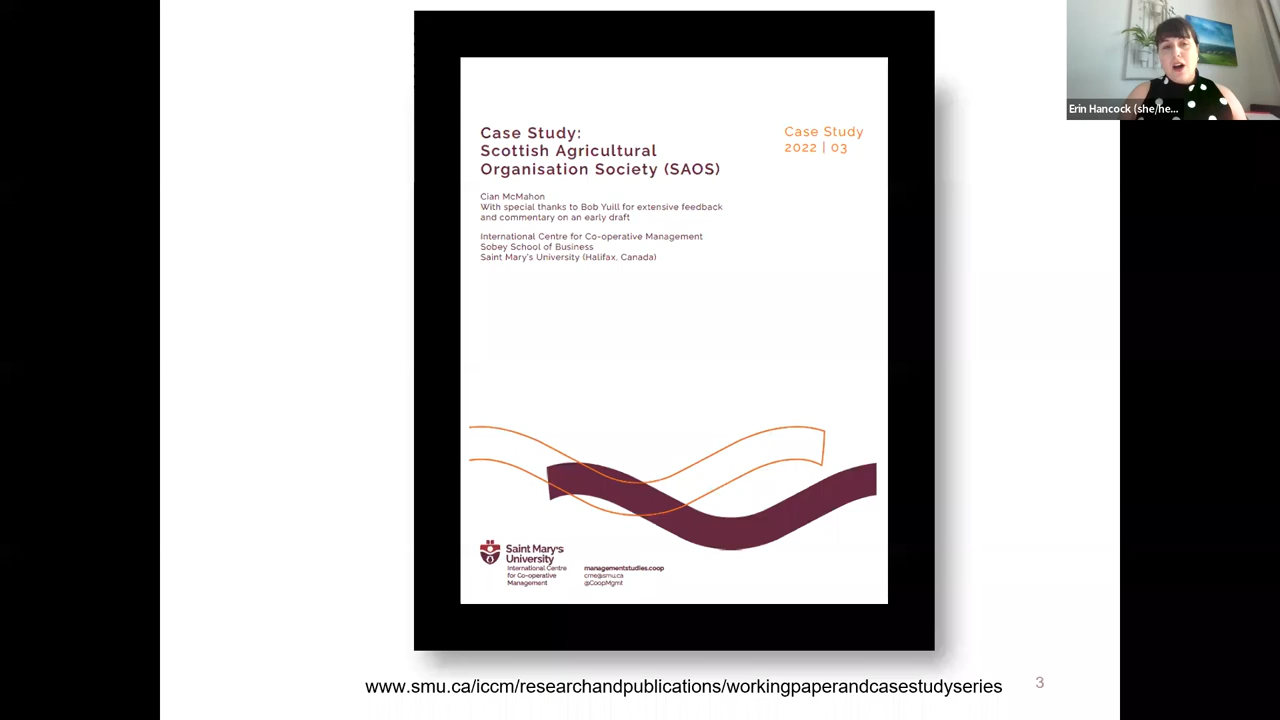 Case Study:
Scottish Agricultural
Organisation Society (SAOS)
Case Study
2022 | 03
Cian McMahon
With special thanks to Bob Yuill for extensive feedback
and commentary on an early draft
International Centre for Co-operative Management
Sobey School of Business
Saint Mary's University (Halifax, Canada)
Saint Mary's
University
International Centre
for Co-operative
Management
managementstudies.coop
cme@smu.ca
@CoopMgmt
www.smu.ca/iccm/researchandpublications/workingpaperandcasestudyseries
3
Erin Hancock (she/he...